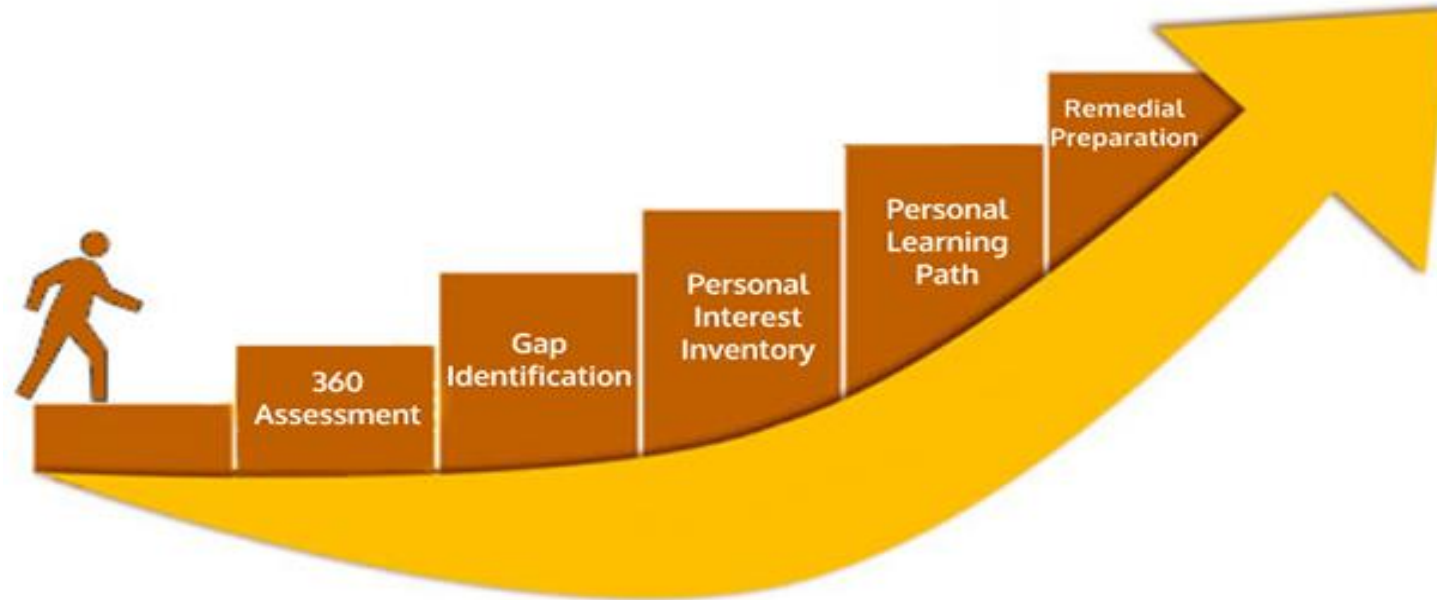 360
Assessment
Gap
Identification
Personal
Interest
Inventory
Personal
Learning
Path
Remedial
Preparation